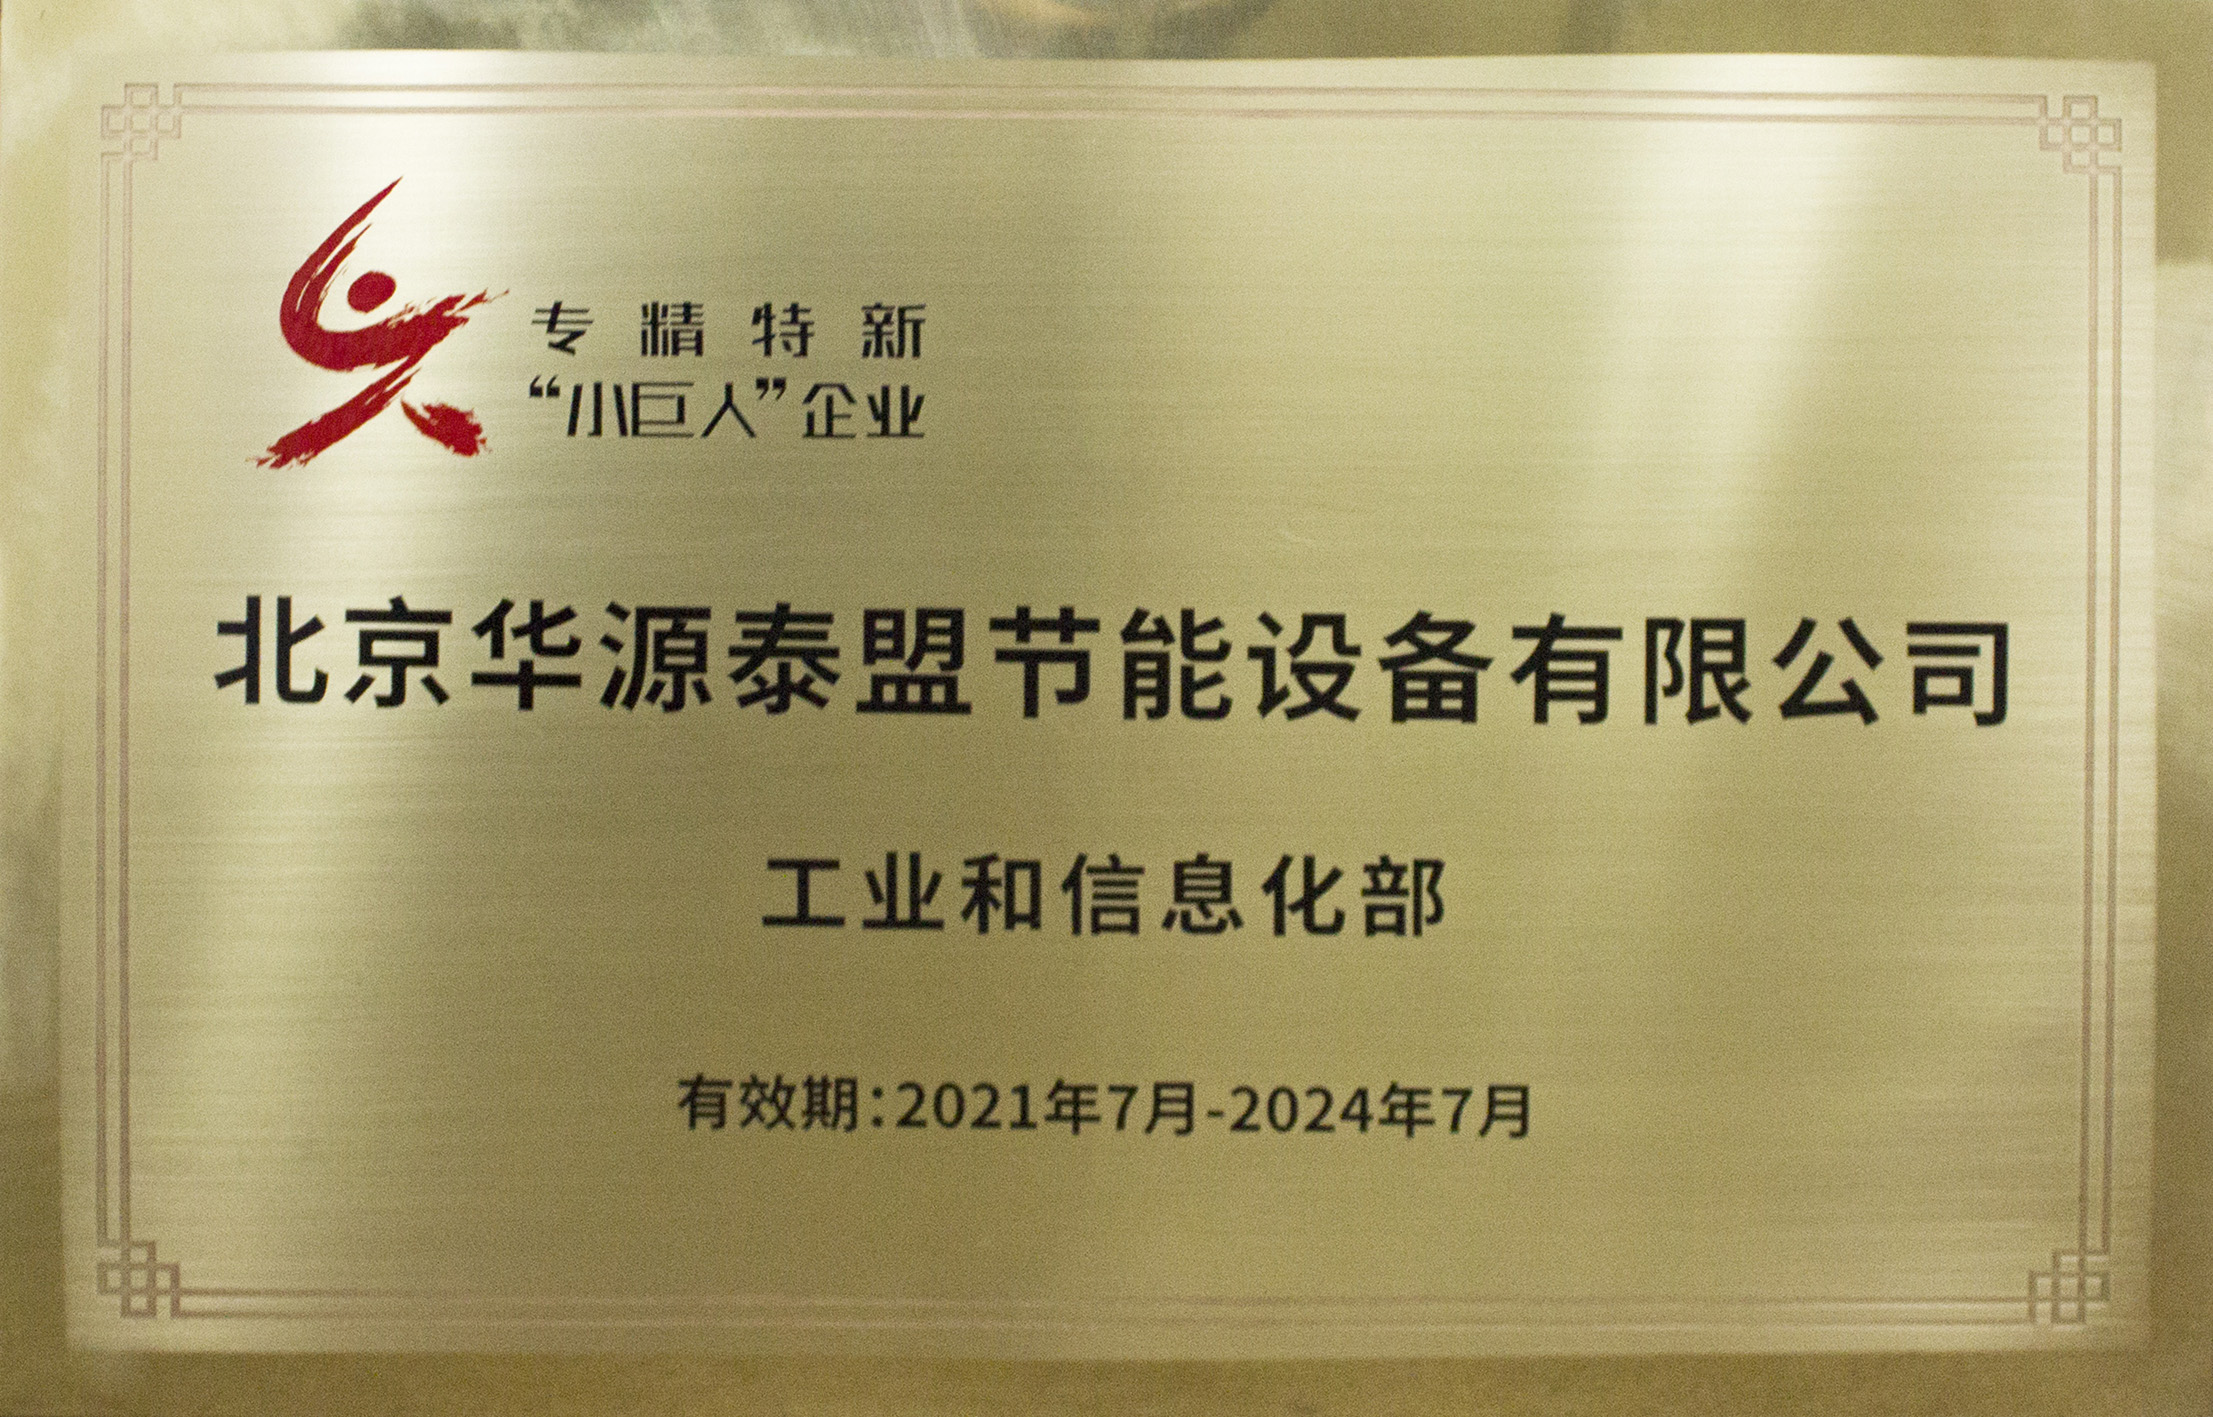 专精特新
“小巨人”企业
北京华源泰盟节能设备有限公司
工业和信息化部
有效期:2021年7月-2024年7月